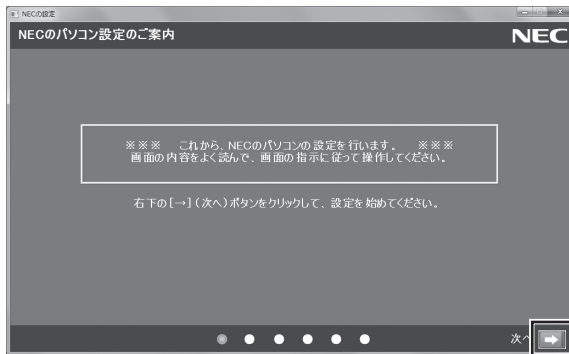 NECの設定
NECのパソコン設定のご案内
NEC
※※※ これから、NECのパソコンの設定を行います。 ※※※
画面の内容をよく読んで、画面の指示に従って操作してください。
右下の[→](次へ)ボタンをクリックして、設定を始めてください。
次へ